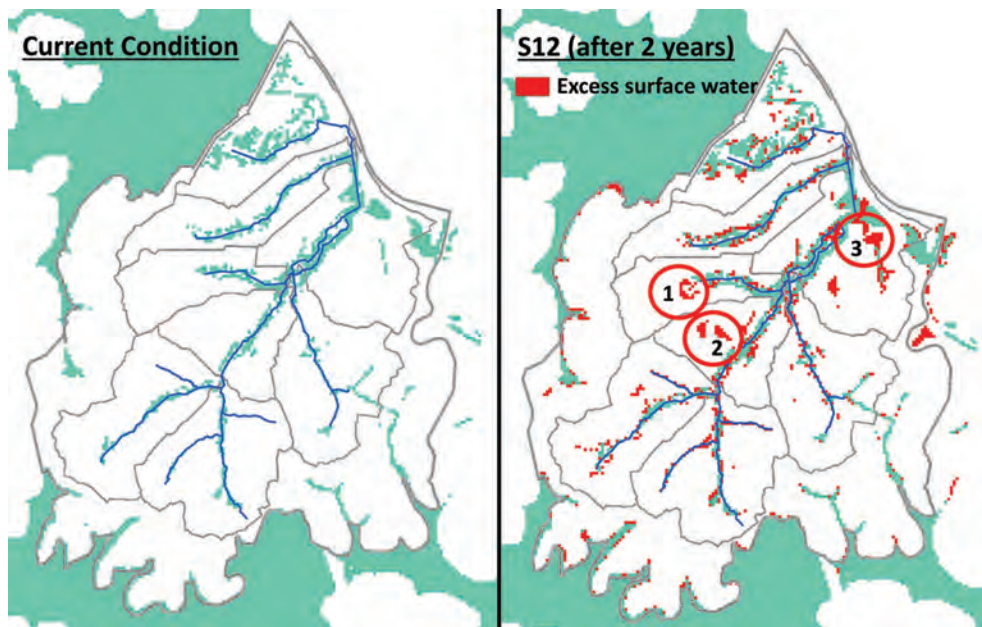 Current Condition
S12 (after 2 years)
Excess surface water
3
1
2